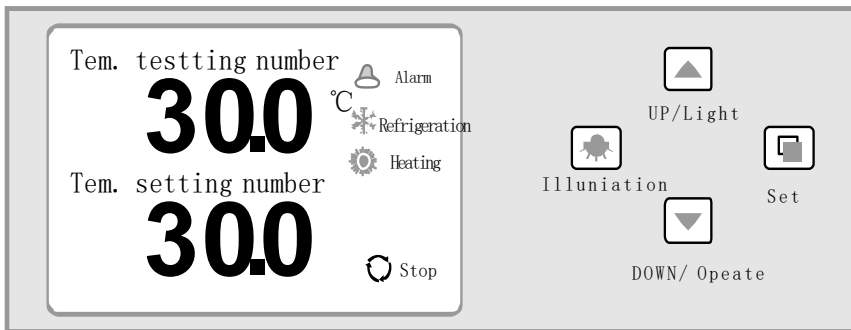 Tem. testting number
30.0
℃
Alarm
Refrigeration
Heating
Tem. setting number
30.0
Stop
UP/Light
Illuniation
Set
DOWN/ Opeate